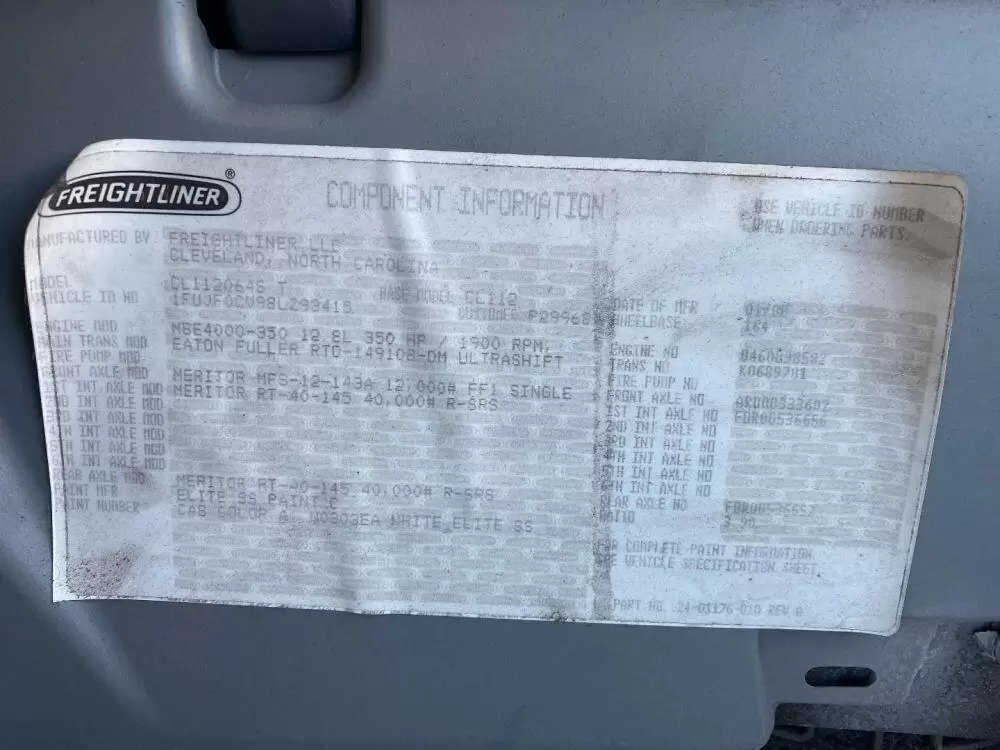 FREIGHTLINER ®
COMPONENT INFORMATION
USE VEHICLE ID NUMBER
WHEN ORDERING PARTS.
MANUFACTURED BY FREIGHTLINER LLC
CLEVELAND, NORTH CAROLINA
MODEL CL112064S T BASE MODEL CL112
VEHICLE ID NO CUSTOMER P29968
ENGINE MOD MBE4000-350 12.8L 350 HP / 1900 RPM,
MAIN TRANS MOD EATON FULLER RTO-14910B-DM ULTRASHIFT
FIRE PUMP MOD
FRONT AXLE MOD MERITOR MFS-12-143A 12,000# FF1 SINGLE
1ST INT AXLE MOD MERITOR RT-40-145 40,000# R-SRS
2ND INT AXLE MOD
3RD INT AXLE MOD
4TH INT AXLE MOD
5TH INT AXLE MOD
6TH INT AXLE MOD
REAR AXLE MOD MERITOR RT-40-145 40,000# R-SRS
PAINT MFR ELITE SS PAINT
PAINT NUMBER CAB COLOR A: WHITE ELITE SS
DATE OF MFR
WHEELBASE 164
ENGINE NO
TRANS NO K0689781
FIRE PUMP NO
FRONT AXLE NO
1ST INT AXLE NO
2ND INT AXLE NO
3RD INT AXLE NO
4TH INT AXLE NO
5TH INT AXLE NO
6TH INT AXLE NO
REAR AXLE NO
RATIO
FOR COMPLETE PAINT INFORMATION
SEE VEHICLE SPECIFICATION SHEET.
PART NO. 24-01176-010 REV A